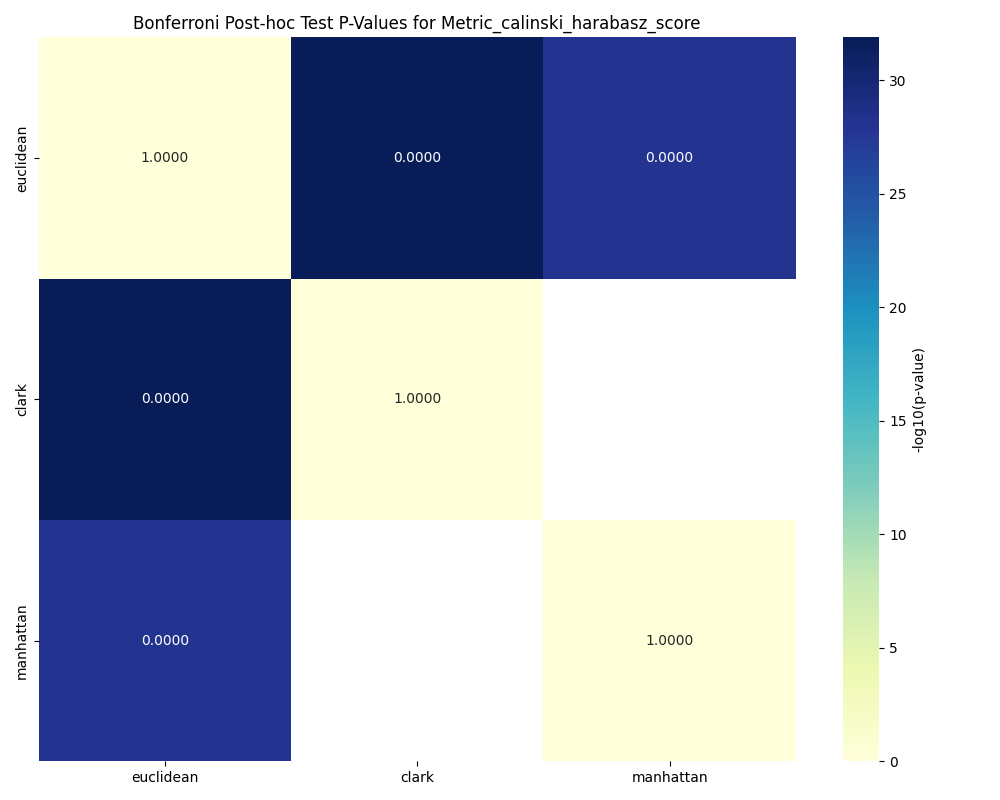 Bonferroni Post-hoc Test P-Values for Metric_calinski_harabasz_score
euclidean
1.0000
0.0000
0.0000
clark
0.0000
1.0000
manhattan
0.0000
1.0000
euclidean
clark
manhattan
30
25
20
15
10
5
0
-log10(p-value)